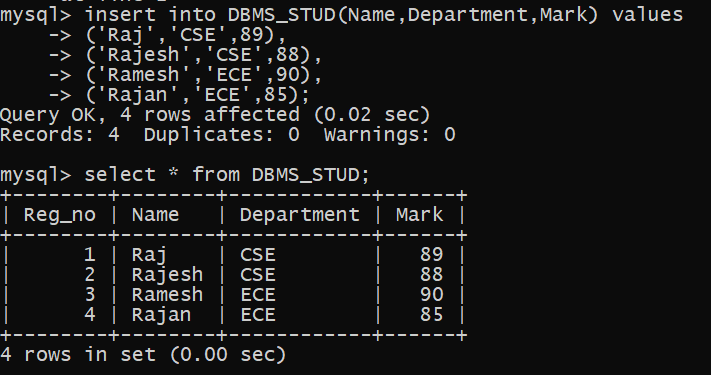 mysql> insert into DBMS_STUD(Name,Department,Mark) values
    -> ('Raj','CSE',89),
    -> ('Rajesh','CSE',88),
    -> ('Ramesh','ECE',90),
    -> ('Rajan','ECE',85);
Query OK, 4 rows affected (0.02 sec)
Records: 4  Duplicates: 0  Warnings: 0

mysql> select * from DBMS_STUD;
+--------+--------+------------+------+
| Reg_no | Name   | Department | Mark |
+--------+--------+------------+------+
|      1 | Raj    | CSE        |   89 |
|      2 | Rajesh | CSE        |   88 |
|      3 | Ramesh | ECE        |   90 |
|      4 | Rajan  | ECE        |   85 |
+--------+--------+------------+------+
4 rows in set (0.00 sec)